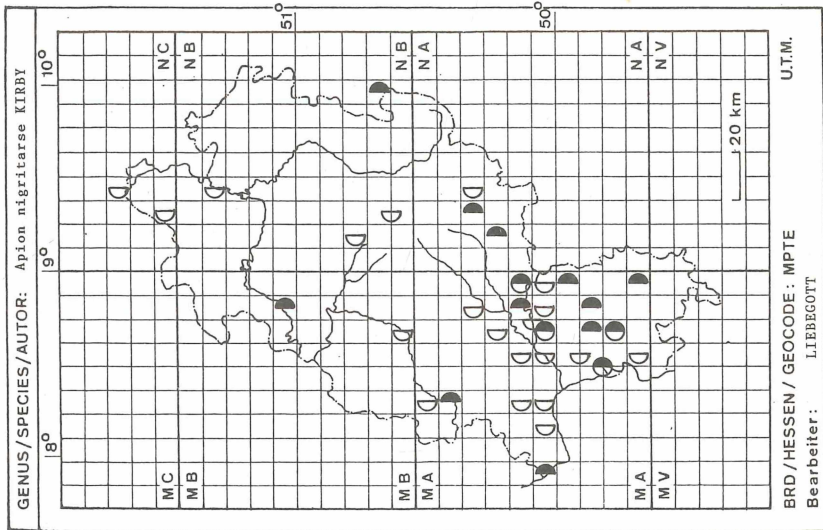 GENUS/SPECIES/AUTOR: Apion nigritarse KIRBY
8° 9° 10°
MC NC
MB NB
51°
MB NB
MA NA
50°
MA NA
MV NV
20 km
BRD/HESSEN/GEOCODE: MPTE U.T.M.
Bearbeiter: LIEBEGOTT